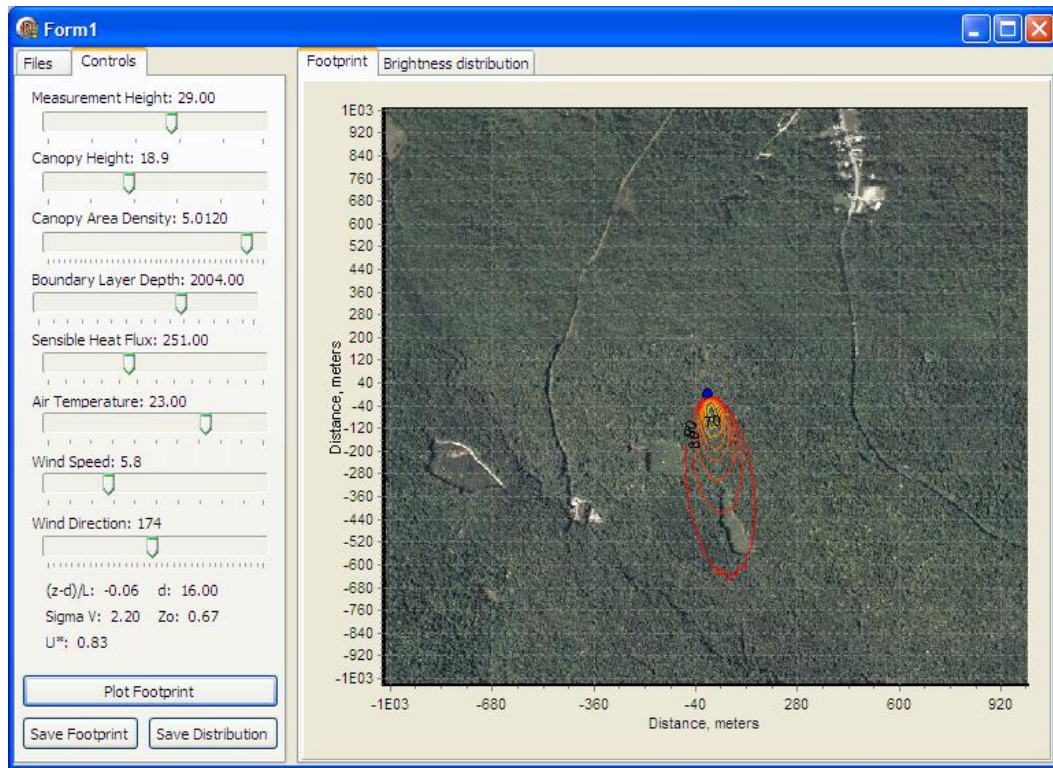 Form1
Files Controls
Measurement Height: 29.00
Canopy Height: 18.9
Canopy Area Density: 5.0120
Boundary Layer Depth: 2004.00
Sensible Heat Flux: 251.00
Air Temperature: 23.00
Wind Speed: 5.8
Wind Direction: 174
(z-d)/L: -0.06 d: 16.00
Sigma V: 2.20 Zo: 0.67
U*: 0.83
Plot Footprint
Save Footprint Save Distribution
Footprint Brightness distribution
Distance, meters
1E03
920
840
760
680
600
520
440
360
280
200
120
40
-40
-120
-200
-280
-360
-440
-520
-600
-680
-760
-840
-920
-1E03
70
-1E03 -680 -360 -40 280 600 920
Distance, meters